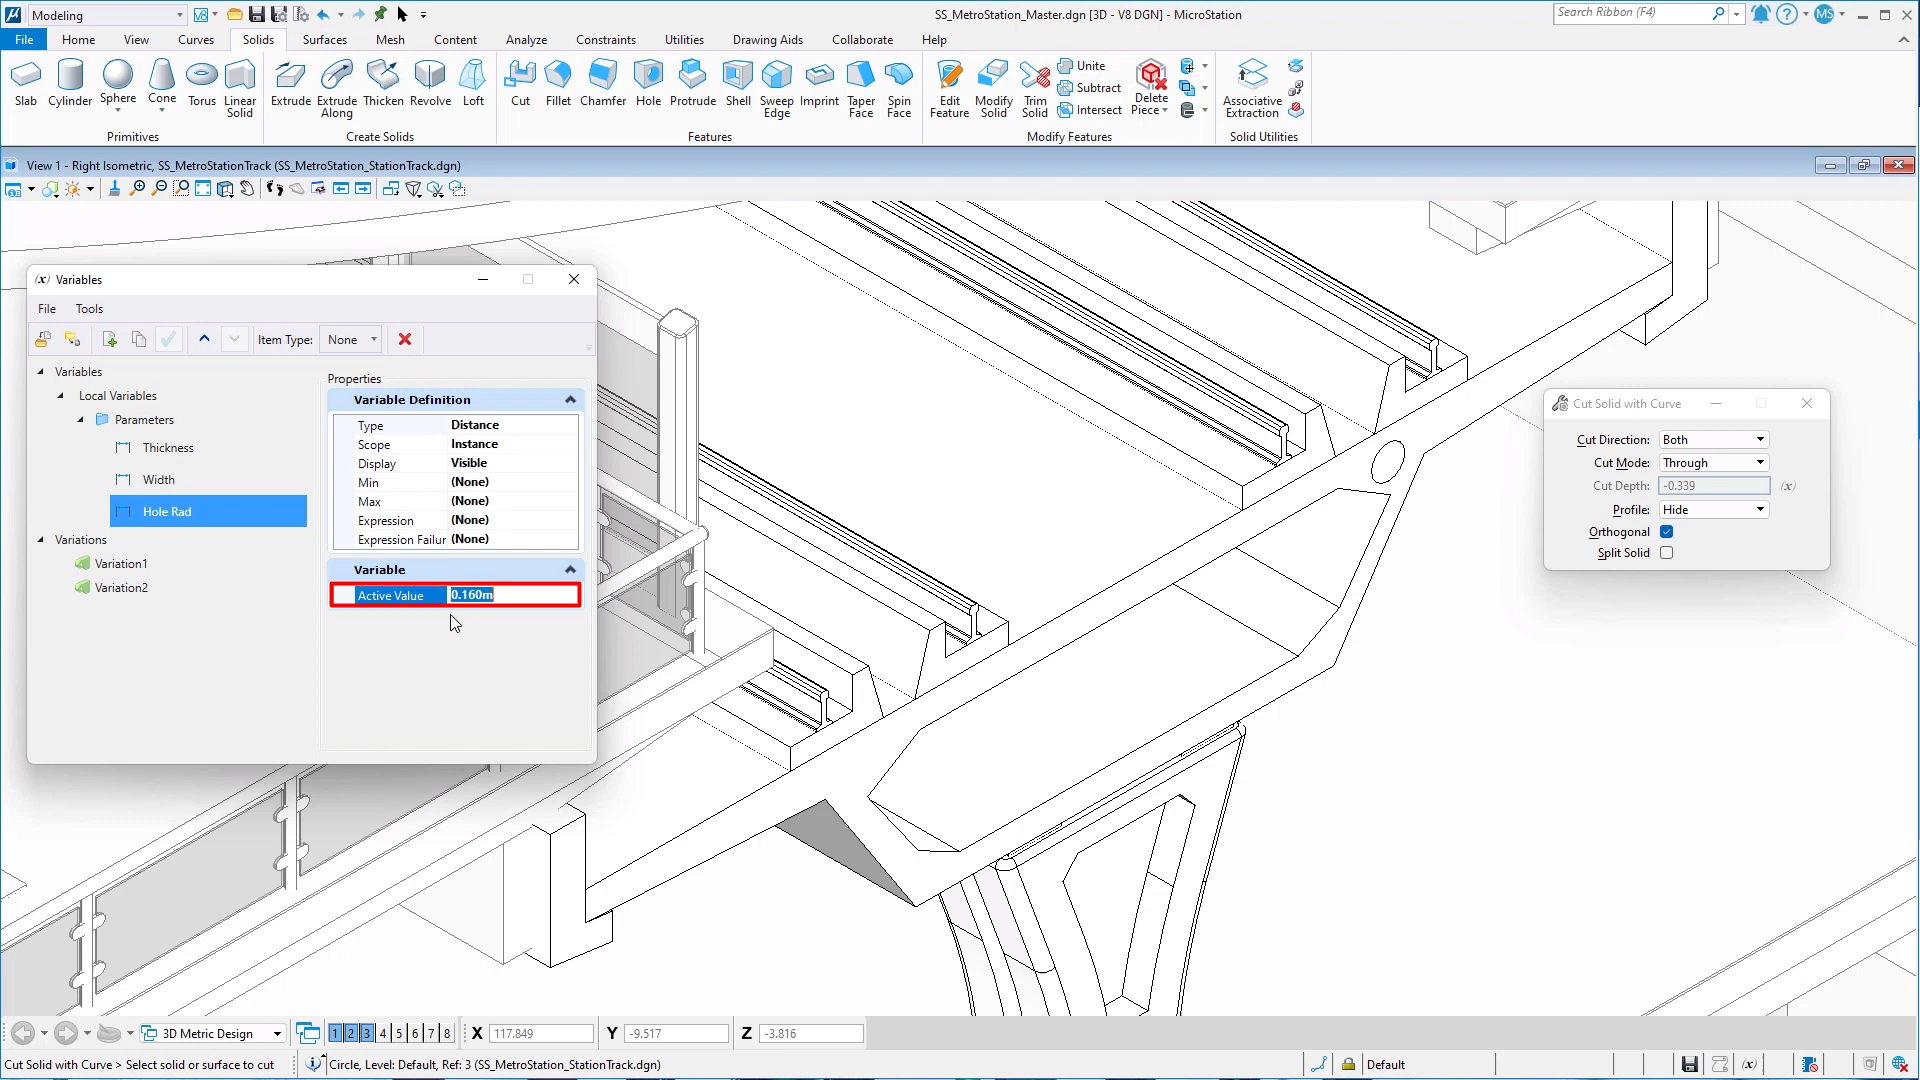 Modeling
SS_MetroStation_Master.dgn [3D - V8 DGN] - MicroStation
Search Ribbon (F4)
MS
File Home View Curves Solids Surfaces Mesh Content Analyze Constraints Utilities Drawing Aids Collaborate Help
Slab Cylinder Sphere Cone Torus Linear Solid
Extrude Extrude Along Thicken Revolve Loft
Cut Fillet Chamfer Hole Protrude Shell Sweep Edge Imprint Taper Face Spin Face
Edit Feature Modify Solid Trim Solid Unite Subtract Intersect Delete Piece
Associative Extraction
Primitives Create Solids Features Modify Features Solid Utilities
View 1 - Right Isometric, SS_MetroStationTrack (SS_MetroStation_StationTrack.dgn)
(x) Variables
File Tools
Item Type: None
Variables
Local Variables
Parameters
Thickness
Width
Hole Rad
Variations
Variation1
Variation2
Properties
Variable Definition
Type Distance
Scope Instance
Display Visible
Min (None)
Max (None)
Expression (None)
Expression Failur (None)
Variable
Active Value 0.160m
Cut Solid with Curve
Cut Direction: Both
Cut Mode: Through
Cut Depth: -0.339 (x)
Profile: Hide
Orthogonal
Split Solid
3D Metric Design 1 2 3 4 5 6 7 8 X 117.849 Y -9.517 Z -3.816
Cut Solid with Curve > Select solid or surface to cut Circle, Level: Default, Ref: 3 (SS_MetroStation_StationTrack.dgn) Default (x)